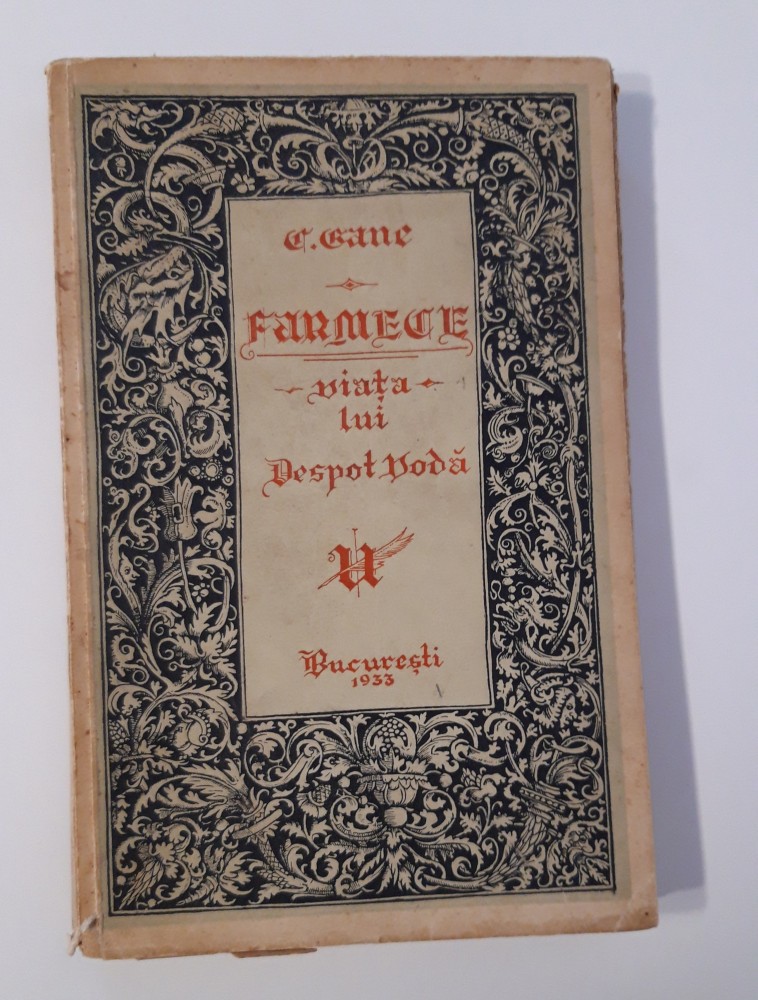 C. Gane
FARMECE
viața
lui
Despot Vodă
U
București
1933